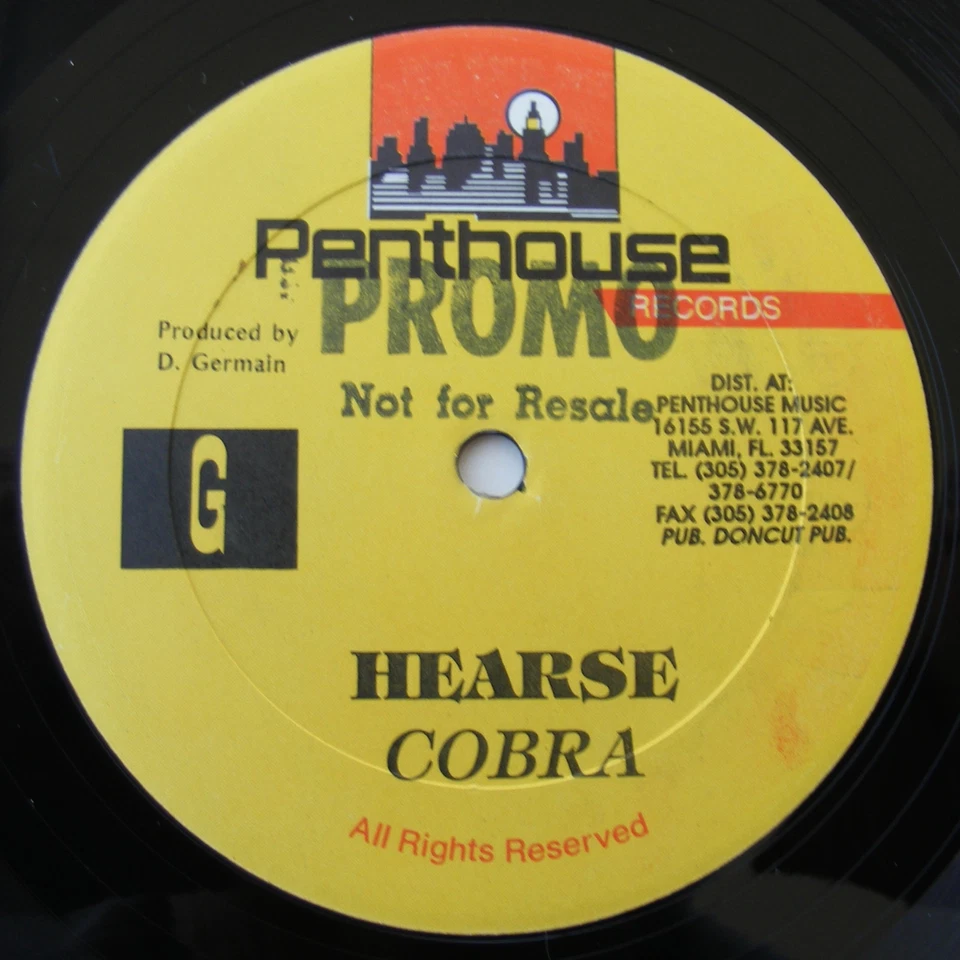 Penthouse
RECORDS
PROMO
Not for Resale
Produced by
D. Germain
G
DIST. AT:
PENTHOUSE MUSIC
16155 S.W. 117 AVE.
MIAMI, FL. 33157
TEL. (305) 378-2407/
378-6770
FAX (305) 378-2408
PUB. DONCUT PUB.
HEARSE
COBRA
All Rights Reserved